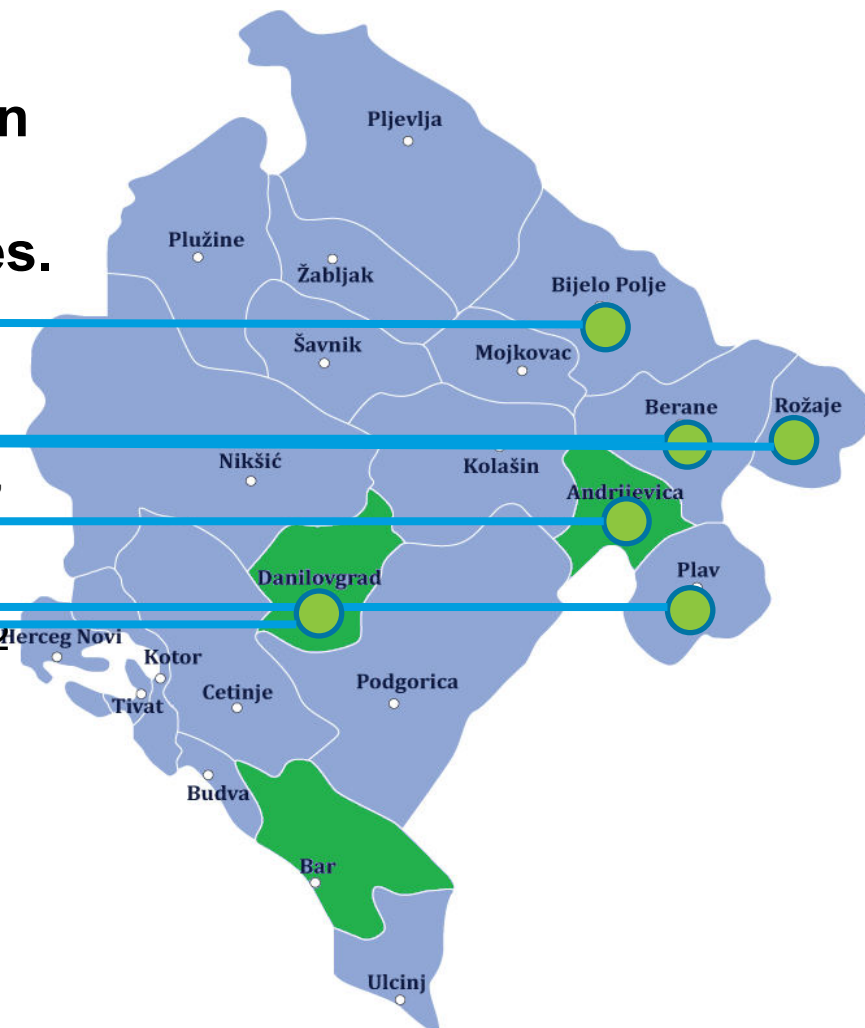 n
Pljevlja
Plužine
es.
Žabljak
Bijelo Polje
Šavnik
Mojkovac
Berane
Rožaje
Nikšić
Kolašin
Andrijevica
,
Plav
Danilovgrad
Herceg Novi
Kotor
Cetinje
Podgorica
Tivat
Budva
Bar
Ulcinj